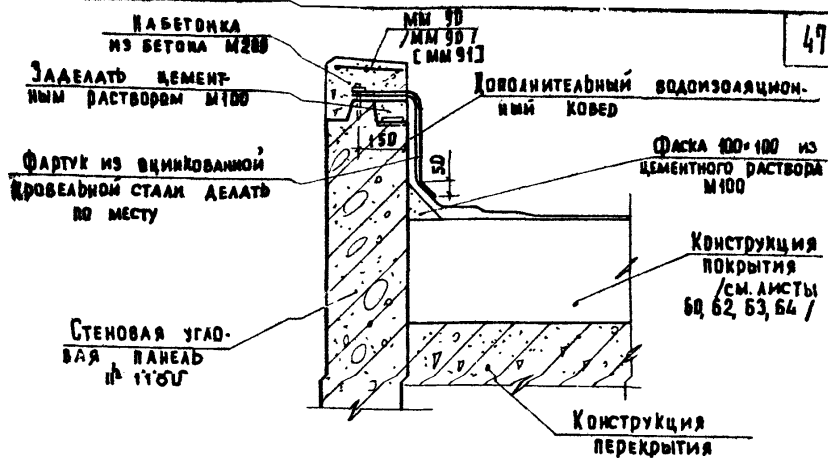 НАБЕТОНКА
ИЗ БЕТОНА М200
ММ 90
/ММ 90/
[ММ 91]
47
ЗАДЕЛАТЬ ЦЕМЕНТ-
НЫМ РАСТВОРОМ М100
ДОПОЛНИТЕЛЬНЫЙ ВОДОИЗОЛЯЦИОН-
НЫЙ КОВЕР
150
50
ФАРТУК ИЗ ОЦИНКОВАННОЙ
КРОВЕЛЬНОЙ СТАЛИ ДЕЛАТЬ
ПО МЕСТУ
ФАСКА 100×100 ИЗ
ЦЕМЕНТНОГО РАСТВОРА
М100
КОНСТРУКЦИЯ
ПОКРЫТИЯ
/СМ. ЛИСТЫ
60, 62, 63, 64 /
СТЕНОВАЯ УГЛО-
ВАЯ ПАНЕЛЬ
КОНСТРУКЦИЯ
ПЕРЕКРЫТИЯ